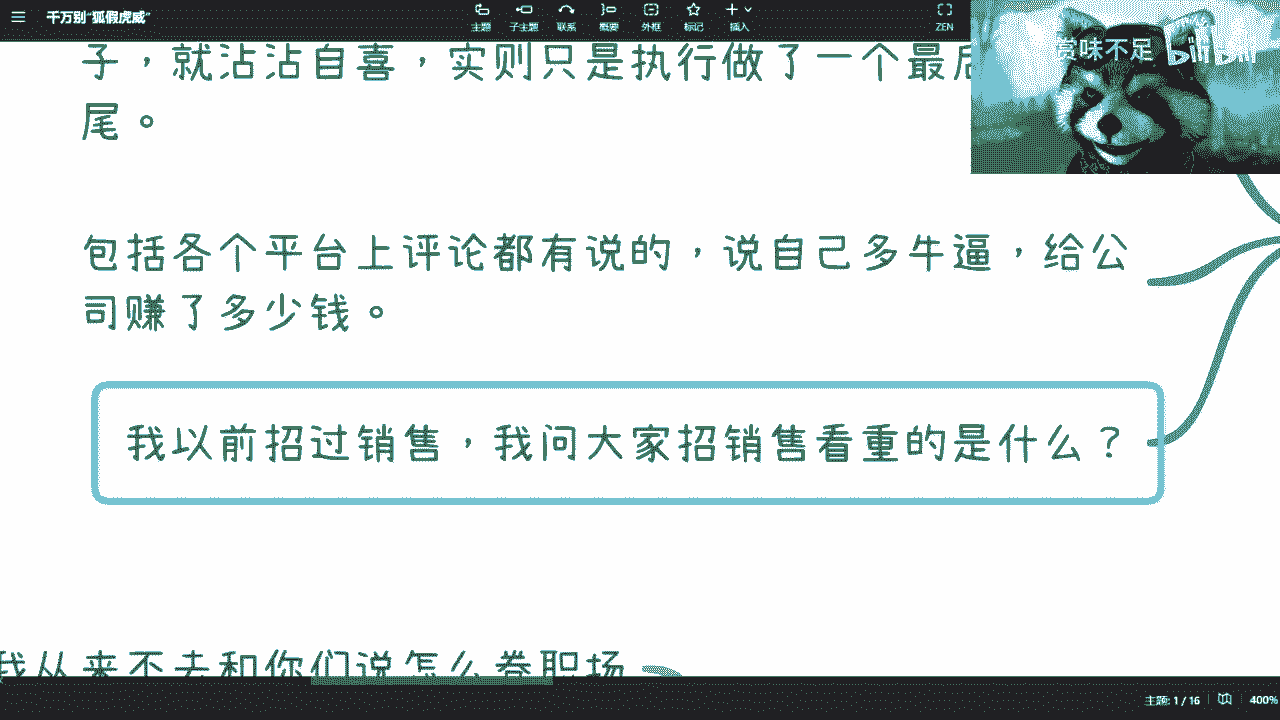 千万别“狐假虎威”
主题 子主题 联系 概要 外框 标记 插入 ZEN
赏味不足 bilibili
子，就沾沾自喜，实则只是执行做了一个最后
尾。
包括各个平台上评论都有说的，说自己多牛逼，给公
司赚了多少钱。
我以前招过销售，我问大家招销售看重的是什么？
我从来不去和你们说怎么卷职场
主题: 1 / 16 400%